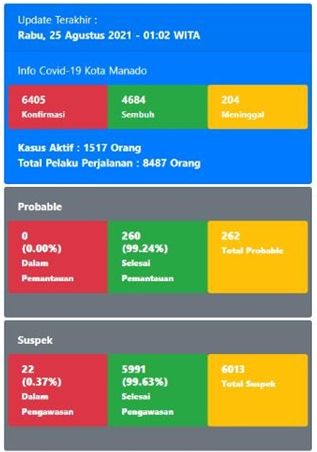 Update Terakhir :
Rabu, 25 Agustus 2021 - 01:02 WITA
Info Covid-19 Kota Manado
6405
Konfirmasi
4684
Sembuh
204
Meninggal
Kasus Aktif : 1517 Orang
Total Pelaku Perjalanan : 8487 Orang
Probable
0
(0.00%)
Dalam
Pemantauan
260
(99.24%)
Selesai
Pemantauan
262
Total Probable
Suspek
22
(0.37%)
Dalam
Pengawasan
5991
(99.63%)
Selesai
Pengawasan
6013
Total Suspek